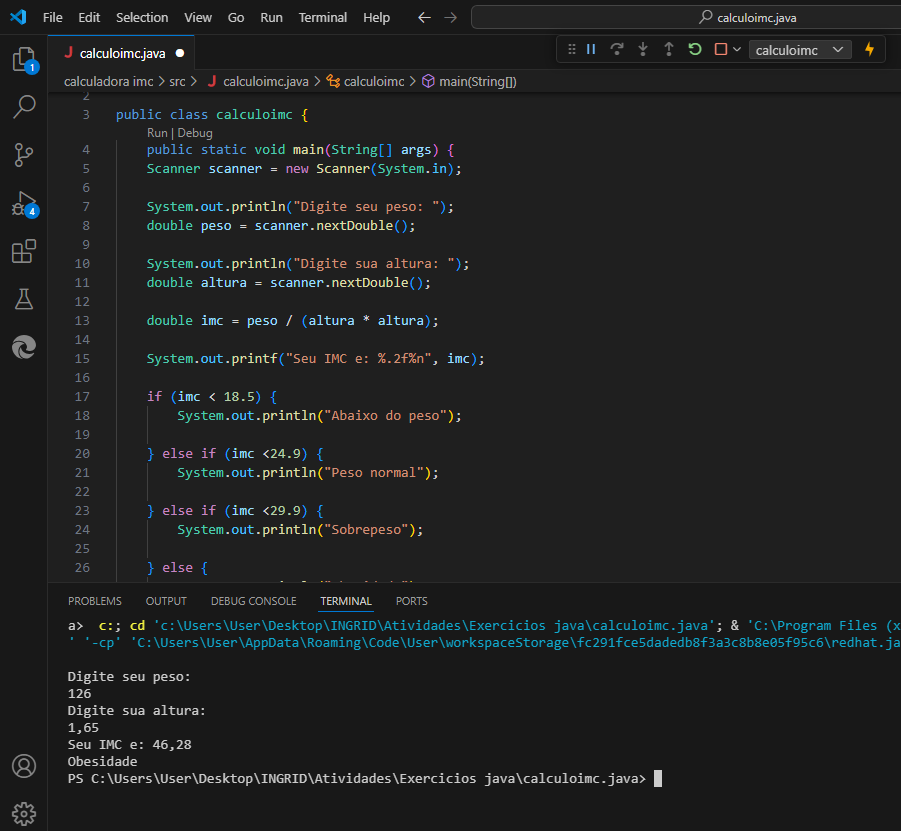 File Edit Selection View Go Run Terminal Help calculoimc.java
calculoimc.java
calculoimc
calculadora imc > src > calculoimc.java > calculoimc > main(String[])
1
4
2
3 public class calculoimc {
Run | Debug
4 public static void main(String[] args) {
5 Scanner scanner = new Scanner(System.in);
6
7 System.out.println("Digite seu peso: ");
8 double peso = scanner.nextDouble();
9
10 System.out.println("Digite sua altura: ");
11 double altura = scanner.nextDouble();
12
13 double imc = peso / (altura * altura);
14
15 System.out.printf("Seu IMC e: %.2f%n", imc);
16
17 if (imc < 18.5) {
18 System.out.println("Abaixo do peso");
19
20 } else if (imc <24.9) {
21 System.out.println("Peso normal");
22
23 } else if (imc <29.9) {
24 System.out.println("Sobrepeso");
25
26 } else {
PROBLEMS OUTPUT DEBUG CONSOLE TERMINAL PORTS
a> c:; cd 'c:\Users\User\Desktop\INGRID\Atividades\Exercicios java\calculoimc.java'; & 'C:\Program Files (x
' '-cp' 'C:\Users\User\AppData\Roaming\Code\User\workspaceStorage\fc291fce5dadedb8f3a3c8b8e05f95c6\redhat.ja
Digite seu peso:
126
Digite sua altura:
1,65
Seu IMC e: 46,28
Obesidade
PS C:\Users\User\Desktop\INGRID\Atividades\Exercicios java\calculoimc.java>